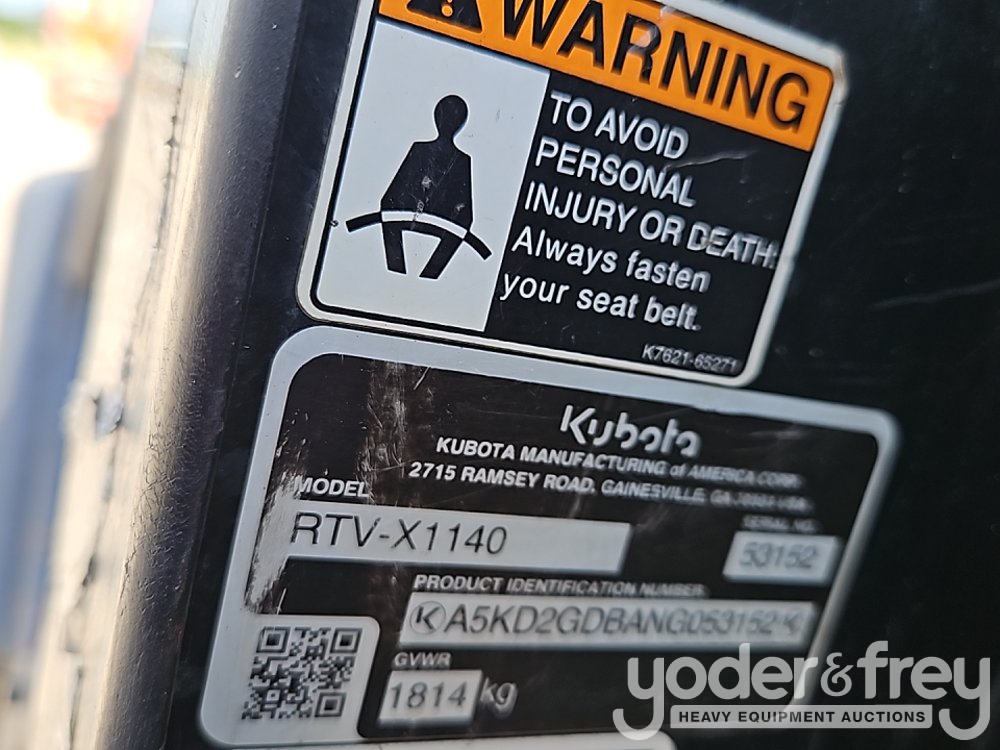 WARNING
TO AVOID
PERSONAL
INJURY OR DEATH:
Always fasten
your seat belt.
K7621-65271
Kubota
KUBOTA MANUFACTURING of AMERICA CORP.
2715 RAMSEY ROAD, GAINESVILLE, GA
MODEL
RTV-X1140
SERIAL NO.
53152
PRODUCT IDENTIFICATION NUMBER
A5KD2GDBANG053152
GVWR
1814 kg
yoder&frey
HEAVY EQUIPMENT AUCTIONS